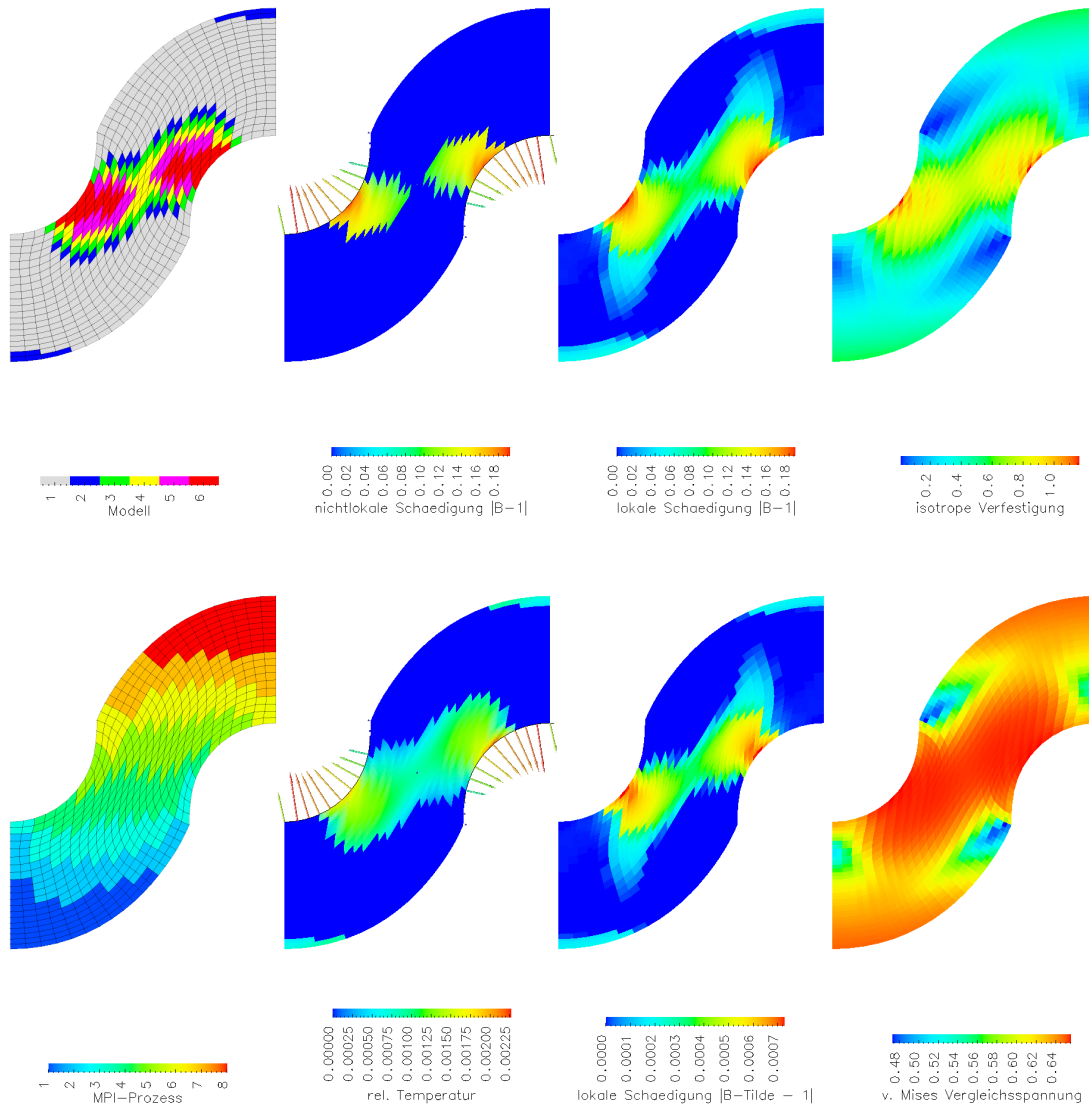 1 2 3 4 5 6
Modell
0.00 0.02 0.04 0.06 0.08 0.10 0.12 0.14 0.16 0.18
nichtlokale Schaedigung |B-1|
0.00 0.02 0.04 0.06 0.08 0.10 0.12 0.14 0.16 0.18
lokale Schaedigung |B-1|
0.2 0.4 0.6 0.8 1.0
isotrope Verfestigung
1 2 3 4 5 6 7 8
MPI-Prozess
0.00000 0.00025 0.00050 0.00075 0.00100 0.00125 0.00150 0.00175 0.00200 0.00225
rel. Temperatur
0.0000 0.0001 0.0002 0.0003 0.0004 0.0005 0.0006 0.0007
lokale Schaedigung |B-Tilde - 1|
0.48 0.52 0.54 0.56 0.58 0.60 0.62 0.64
v. Mises Vergleichsspannung